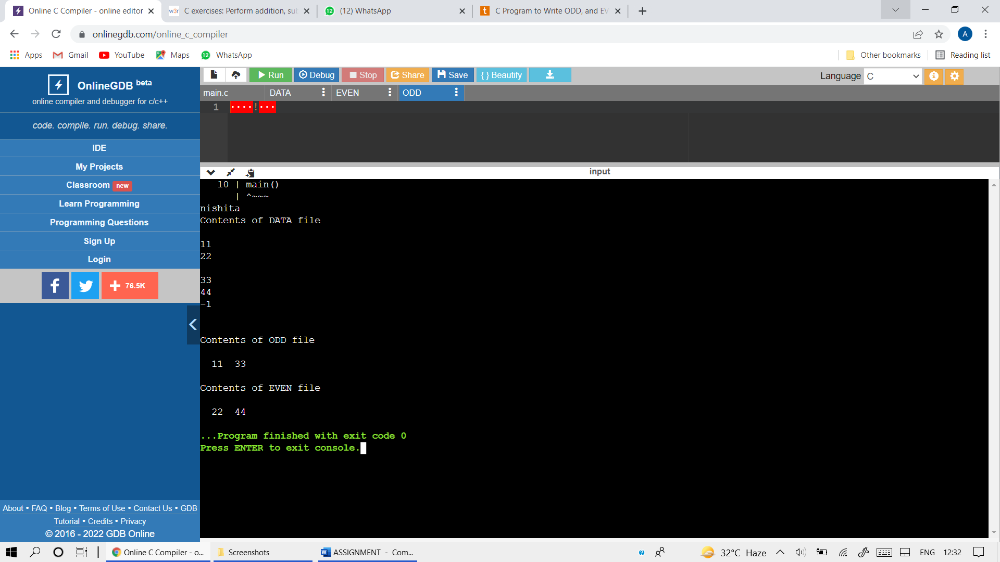 Online C Compiler - online editor
w3r C exercises: Perform addition, sub
12 (12) WhatsApp
t C Program to Write ODD, and EV
onlinegdb.com/online_c_compiler
A
Apps Gmail YouTube Maps 12 WhatsApp Other bookmarks Reading list
OnlineGDB beta
online compiler and debugger for c/c++
code. compile. run. debug. share.
IDE
My Projects
Classroom new
Learn Programming
Programming Questions
Sign Up
Login
f + 76.5K
About • FAQ • Blog • Terms of Use • Contact Us • GDB
Tutorial • Credits • Privacy
© 2016 - 2022 GDB Online
Run Debug Stop Share Save { } Beautify Language C
main.c DATA EVEN ODD
1 ····!···
input
10 | main()
| ^~~~
nishita
Contents of DATA file
11
22
33
44
-1
Contents of ODD file
11 33
Contents of EVEN file
22 44
...Program finished with exit code 0
Press ENTER to exit console.
Online C Compiler - o... Screenshots ASSIGNMENT - Com... 32°C Haze ENG 12:32